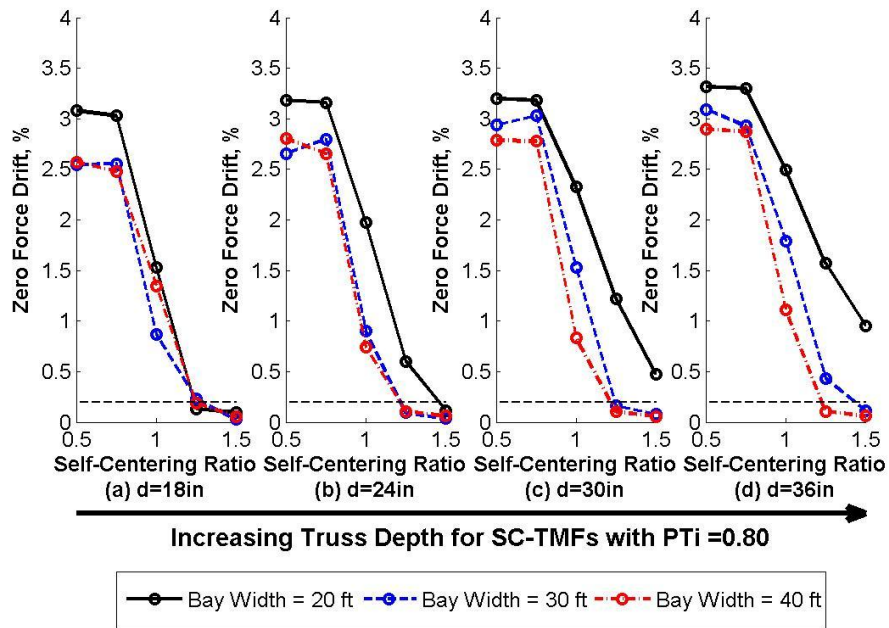 4
3.5
3
2.5
2
1.5
1
0.5
0
Zero Force Drift, %
0.5 1 1.5
Self-Centering Ratio
(a) d=18in
4
3.5
3
2.5
2
1.5
1
0.5
0
Zero Force Drift, %
0.5 1 1.5
Self-Centering Ratio
(b) d=24in
4
3.5
3
2.5
2
1.5
1
0.5
0
Zero Force Drift, %
0.5 1 1.5
Self-Centering Ratio
(c) d=30in
4
3.5
3
2.5
2
1.5
1
0.5
0
Zero Force Drift, %
0.5 1 1.5
Self-Centering Ratio
(d) d=36in
Increasing Truss Depth for SC-TMFs with PTi =0.80
Bay Width = 20 ft Bay Width = 30 ft Bay Width = 40 ft